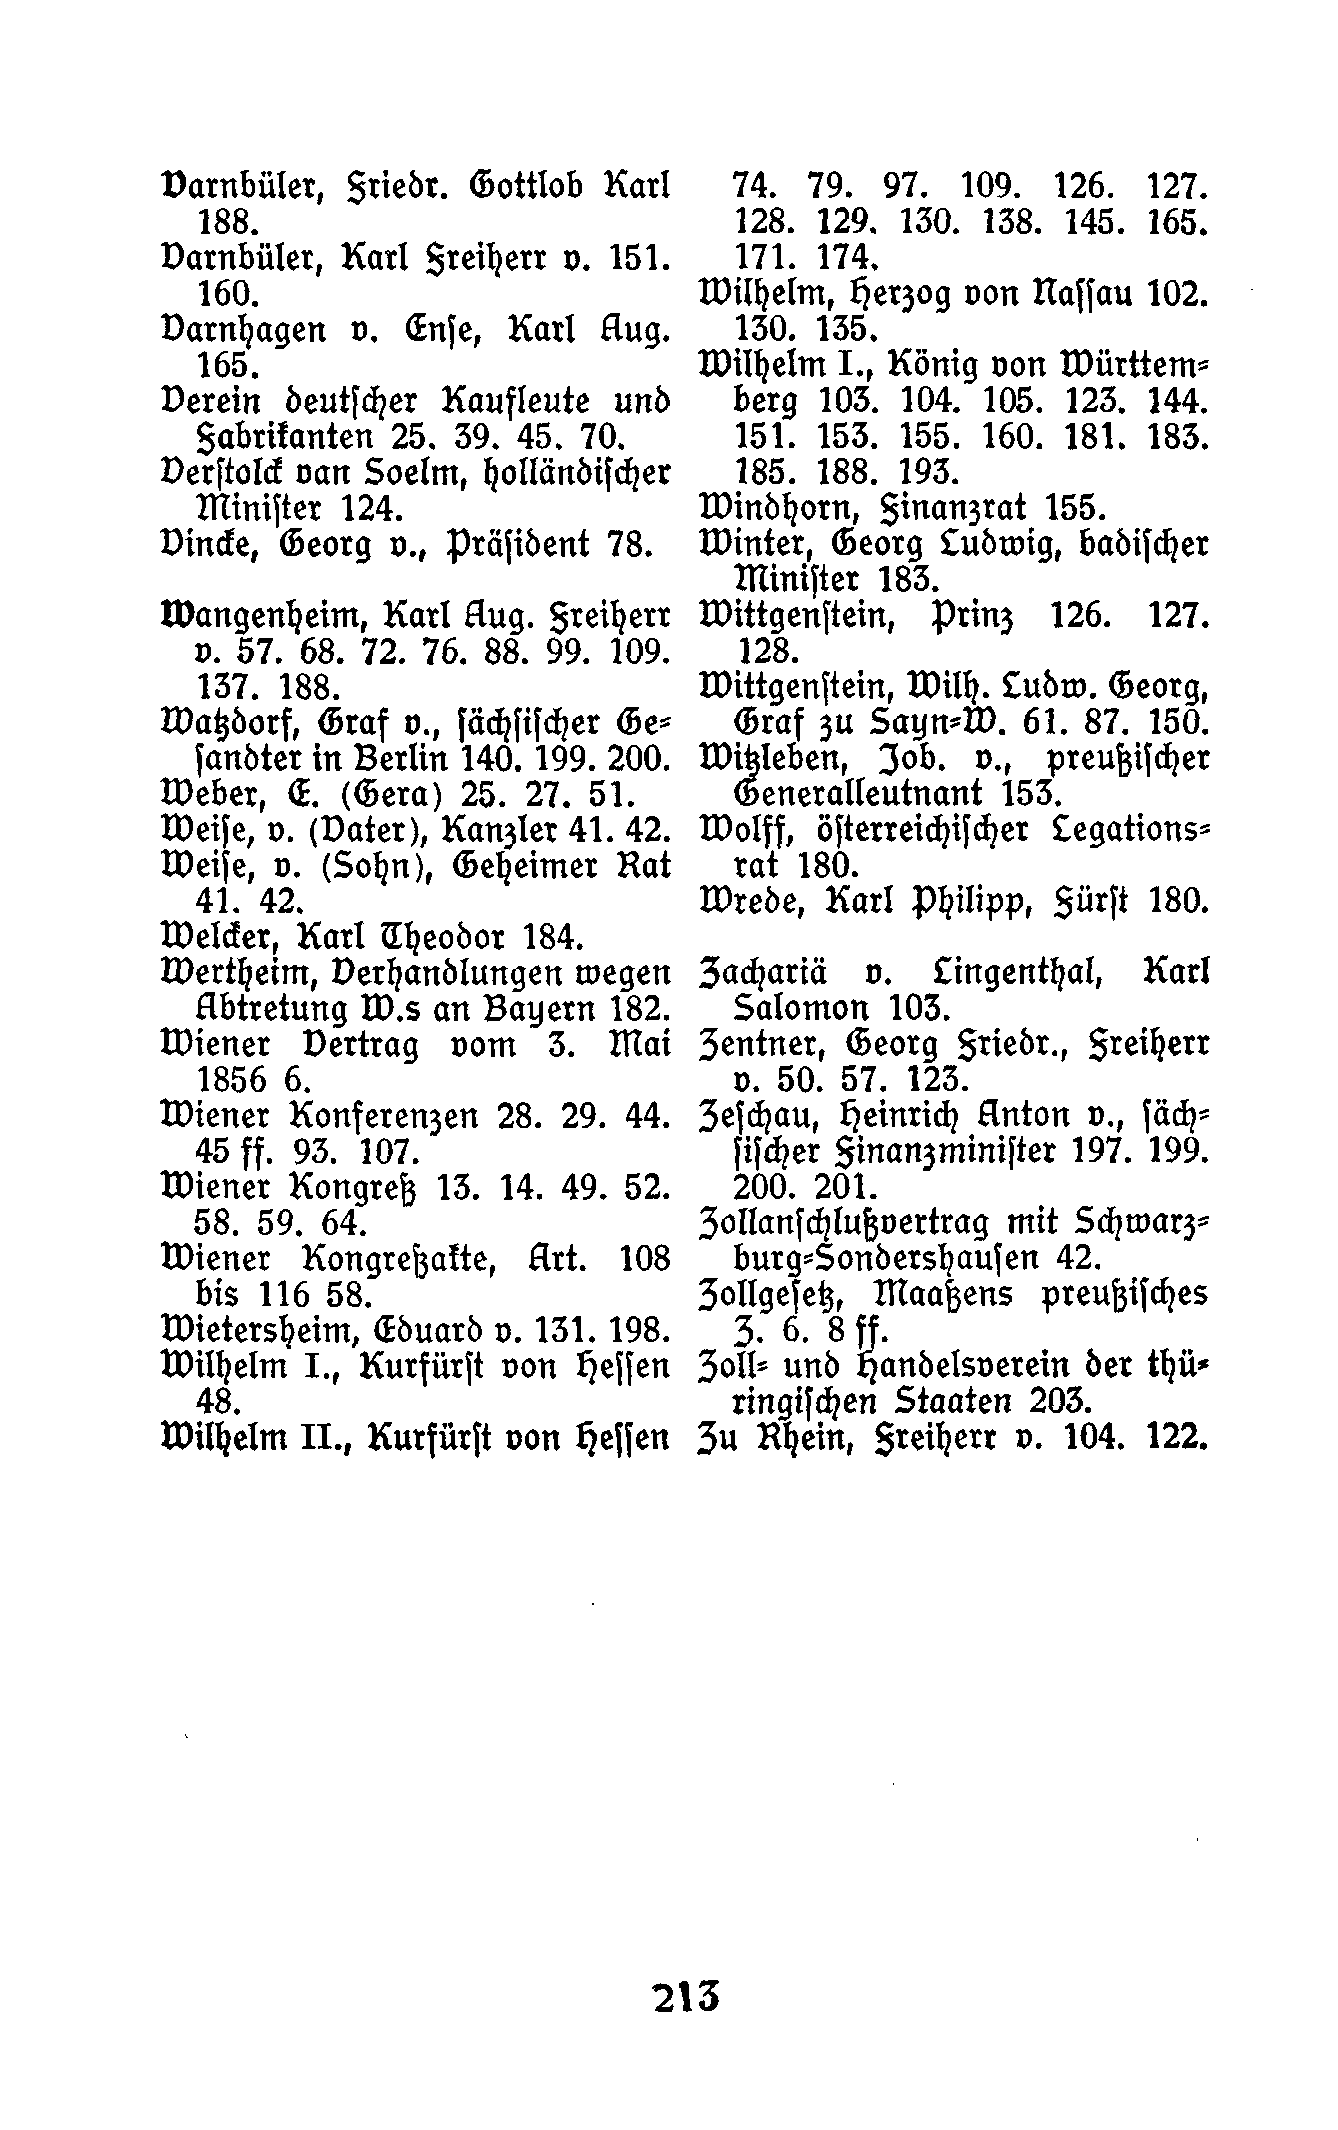 Varnbüler, Friedr. Gottlob Karl
188.
Varnbüler, Karl Freiherr v. 151.
160.
Varnhagen v. Enſe, Karl Aug.
165.
Verein deutſcher Kaufleute und
Fabrikanten 25. 39. 45. 70.
Verſtolck van Soelm, holländiſcher
Miniſter 124.
Vincke, Georg v., Präſident 78.
Wangenheim, Karl Aug. Freiherr
v. 57. 68. 72. 76. 88. 99. 109.
137. 188.
Watzdorf, Graf v., ſächſiſcher Ge⸗
ſandter in Berlin 140. 199. 200.
Weber, E. (Gera) 25. 27. 51.
Weiſe, v. (Vater), Kanzler 41. 42.
Weiſe, v. (Sohn), Geheimer Rat
41. 42.
Welcker, Karl Theodor 184.
Wertheim, Verhandlungen wegen
Abtretung W.s an Bayern 182.
Wiener Vertrag vom 3. Mai
1856 6.
Wiener Konferenzen 28. 29. 44.
45 ff. 93. 107.
Wiener Kongreß 13. 14. 49. 52.
58. 59. 64.
Wiener Kongreßakte, Art. 108
bis 116 58.
Wietersheim, Eduard v. 131. 198.
Wilhelm I., Kurfürſt von Heſſen
48.
Wilhelm II., Kurfürſt von Heſſen
74. 79. 97. 109. 126. 127.
128. 129. 130. 138. 145. 165.
171. 174.
Wilhelm, Herzog von Naſſau 102.
130. 135.
Wilhelm I., König von Württem⸗
berg 103. 104. 105. 123. 144.
151. 153. 155. 160. 181. 183.
185. 188. 193.
Windhorn, Finanzrat 155.
Winter, Georg Ludwig, badiſcher
Miniſter 183.
Wittgenſtein, Prinz 126. 127.
128.
Wittgenſtein, Wilh. Ludw. Georg,
Graf zu Sayn⸗W. 61. 87. 150.
Witzleben, Job. v., preußiſcher
Generalleutnant 153.
Wolff, öſterreichiſcher Legations⸗
rat 180.
Wrede, Karl Philipp, Fürſt 180.
Zachariä v. Lingenthal, Karl
Salomon 103.
Zentner, Georg Friedr., Freiherr
v. 50. 57. 123.
Zeſchau, Heinrich Anton v., ſäch⸗
ſiſcher Finanzminiſter 197. 199.
200. 201.
Zollanſchlußvertrag mit Schwarz⸗
burg⸗Sondershauſen 42.
Zollgeſetz, Maaßens preußiſches
3. 6. 8 ff.
Zoll⸗ und Handelsverein der thü⸗
ringiſchen Staaten 203.
Zu Rhein, Freiherr v. 104. 122.
213